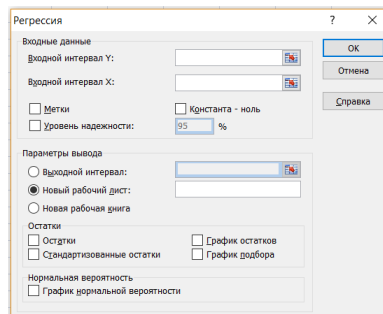 Регрессия ? ×
Входные данные
Входной интервал Y:
Входной интервал X:
Метки Константа - ноль
Уровень надежности: 95 %
Параметры вывода
Выходной интервал:
Новый рабочий лист:
Новая рабочая книга
Остатки
Остатки График остатков
Стандартизованные остатки График подбора
Нормальная вероятность
График нормальной вероятности
ОК
Отмена
Справка